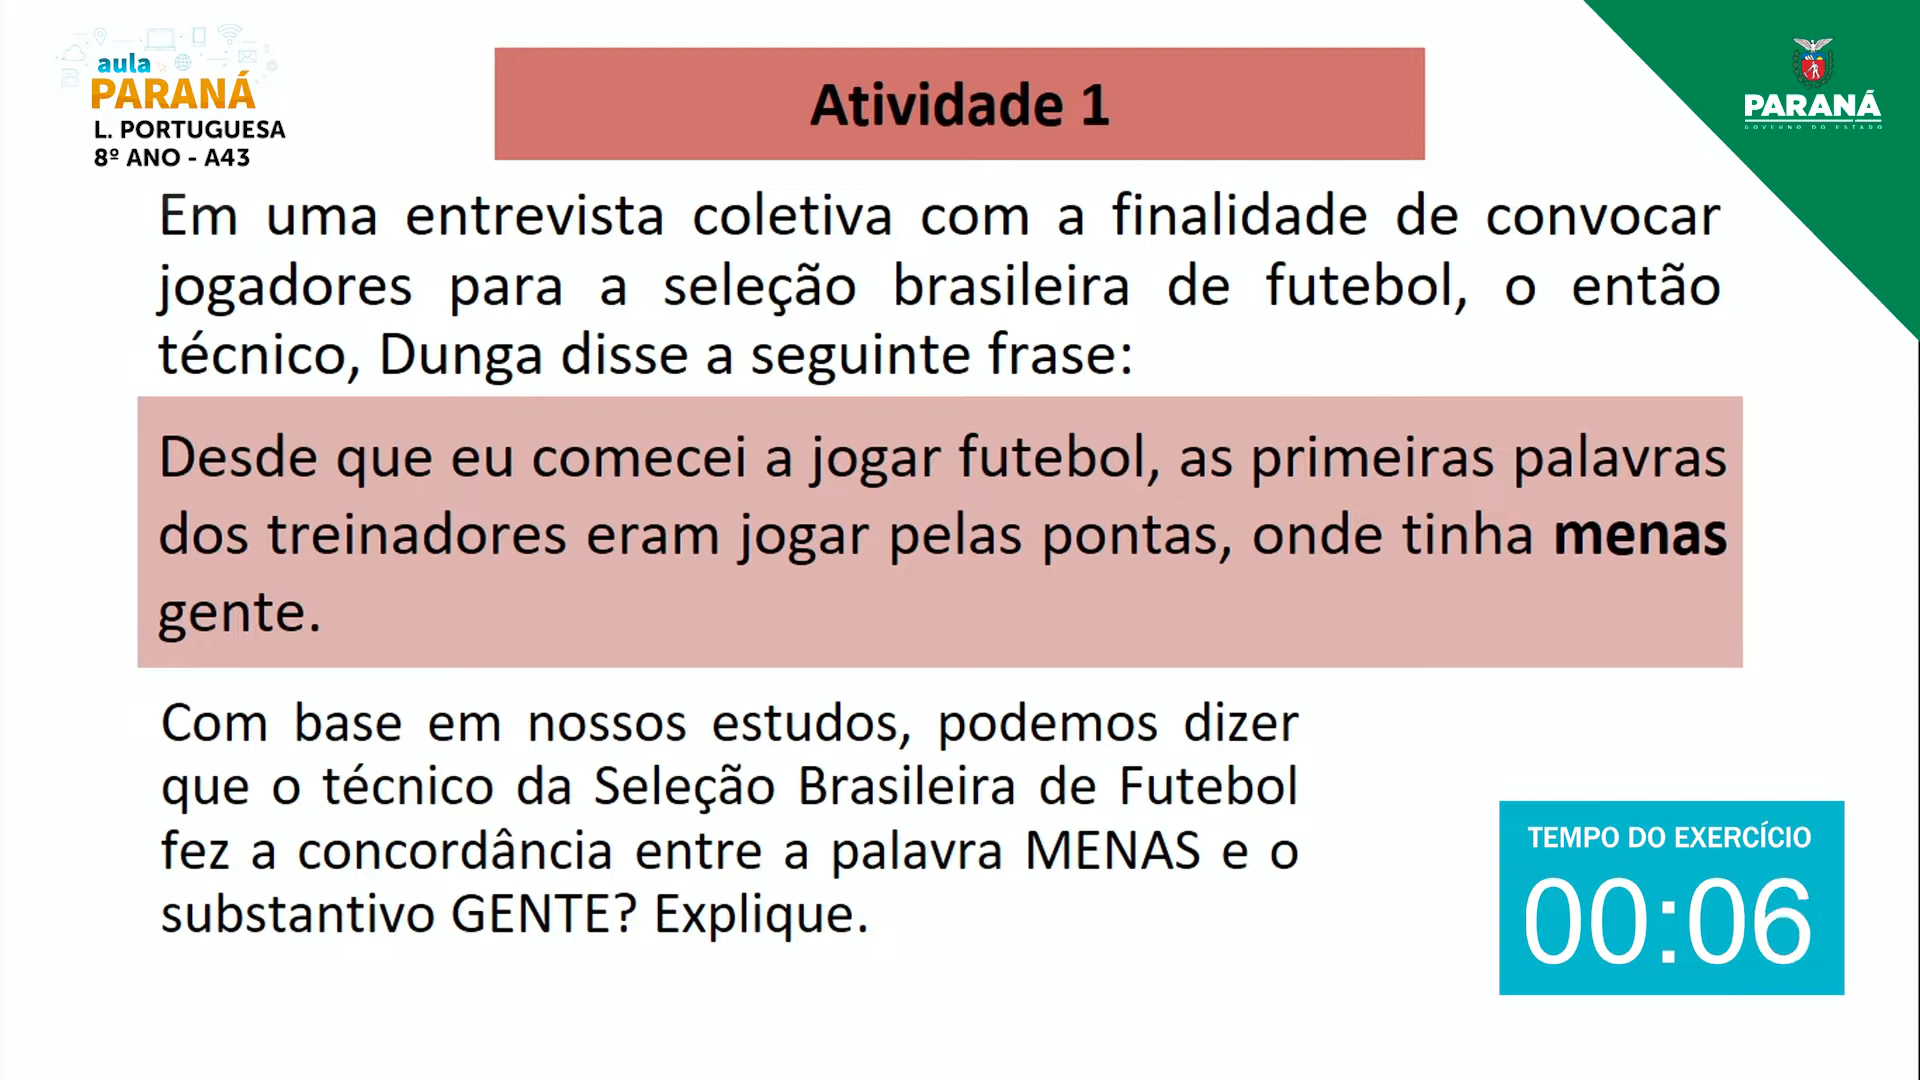 aula
PARANÁ
L. PORTUGUESA
8º ANO - A43
Atividade 1
PARANÁ
GOVERNO DO ESTADO
Em uma entrevista coletiva com a finalidade de convocar
jogadores para a seleção brasileira de futebol, o então
técnico, Dunga disse a seguinte frase:
Desde que eu comecei a jogar futebol, as primeiras palavras
dos treinadores eram jogar pelas pontas, onde tinha menas
gente.
Com base em nossos estudos, podemos dizer
que o técnico da Seleção Brasileira de Futebol
fez a concordância entre a palavra MENAS e o
substantivo GENTE? Explique.
TEMPO DO EXERCÍCIO
00:06